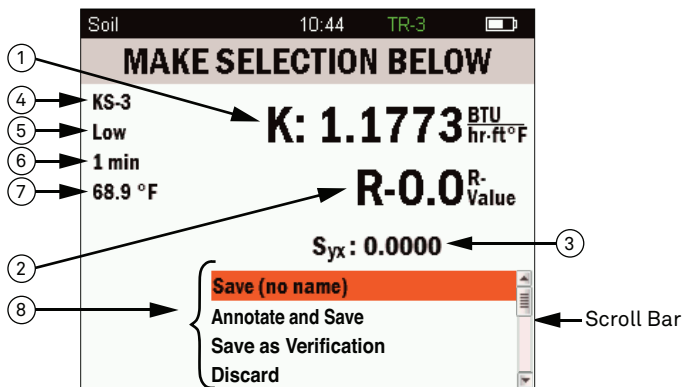 Soil 10:44 TR-3
MAKE SELECTION BELOW
1
4 KS-3
K: 1.1773 BTU
hr·ft°F
5 Low
6 1 min
7 68.9 °F
R-0.0 R-
Value
2
Syx: 0.0000 3
8
Save (no name)
Annotate and Save
Scroll Bar
Save as Verification
Discard